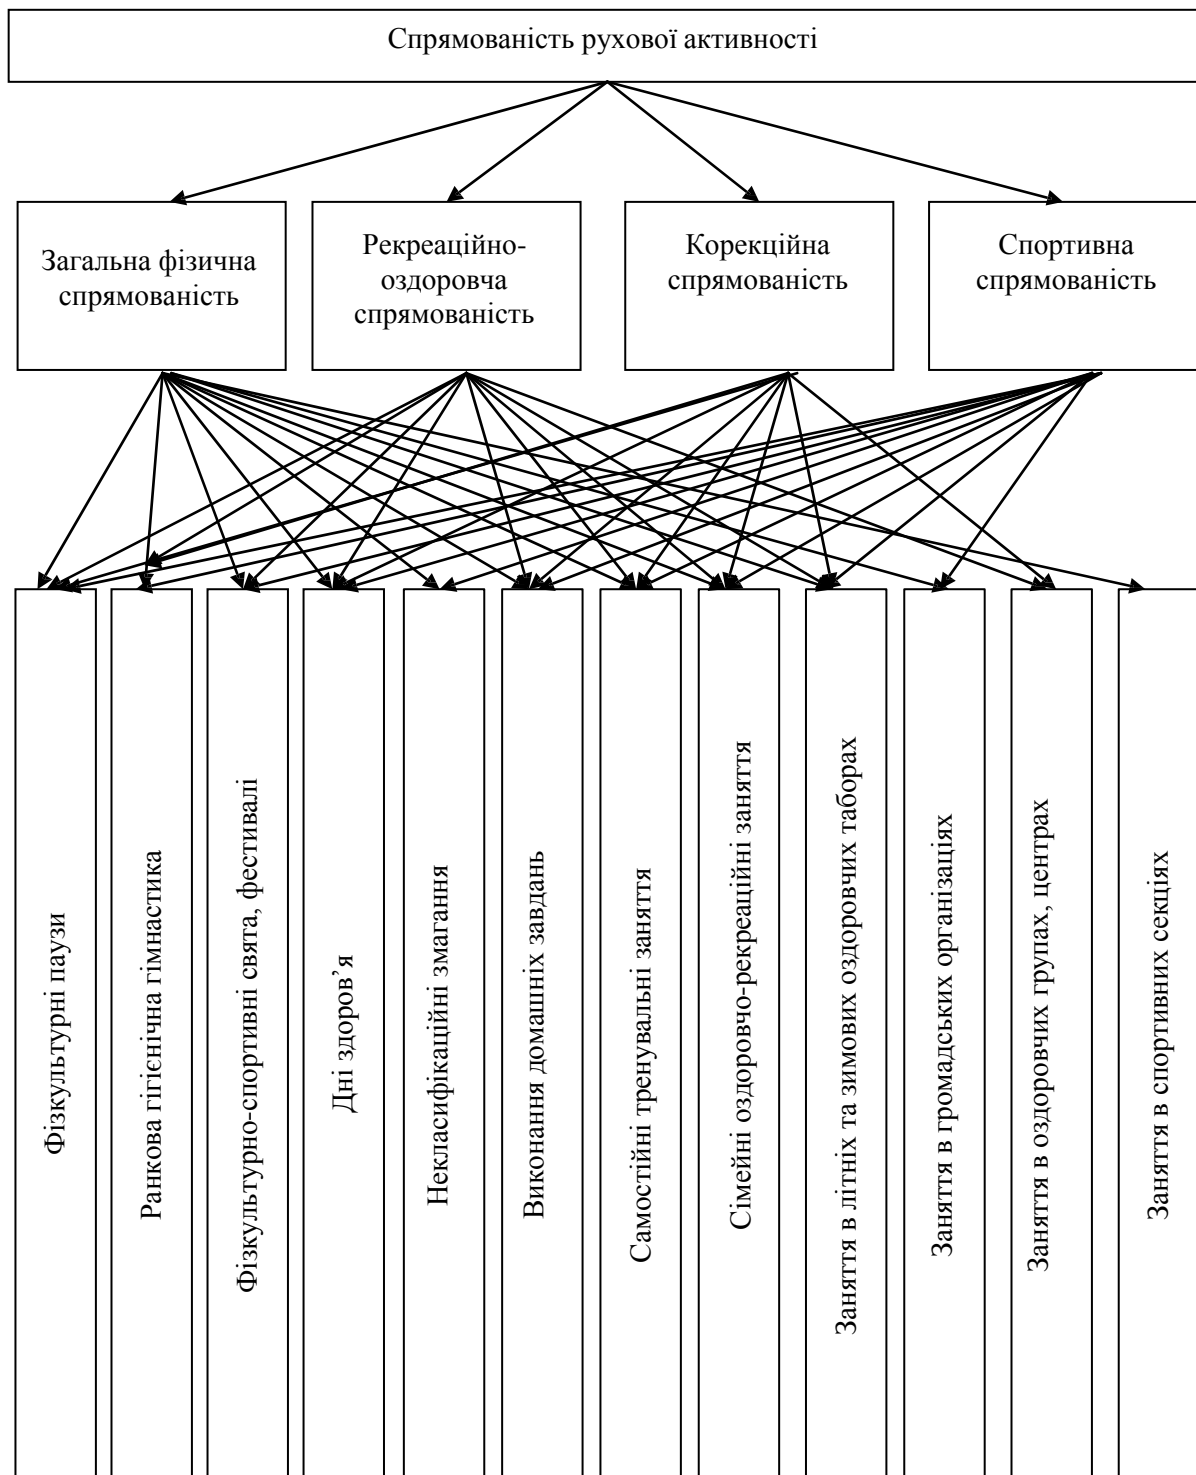 Спрямованість рухової активності
Загальна фізична
спрямованість
Рекреаційно-
оздоровча
спрямованість
Корекційна
спрямованість
Спортивна
спрямованість
Фізкультурні паузи
Ранкова гігієнічна гімнастика
Фізкультурно-спортивні свята, фестивалі
Дні здоров’я
Некласифікаційні змагання
Виконання домашніх завдань
Самостійні тренувальні заняття
Сімейні оздоровчо-рекреаційні заняття
Заняття в літніх та зимових оздоровчих таборах
Заняття в громадських організаціях
Заняття в оздоровчих групах, центрах
Заняття в спортивних секціях